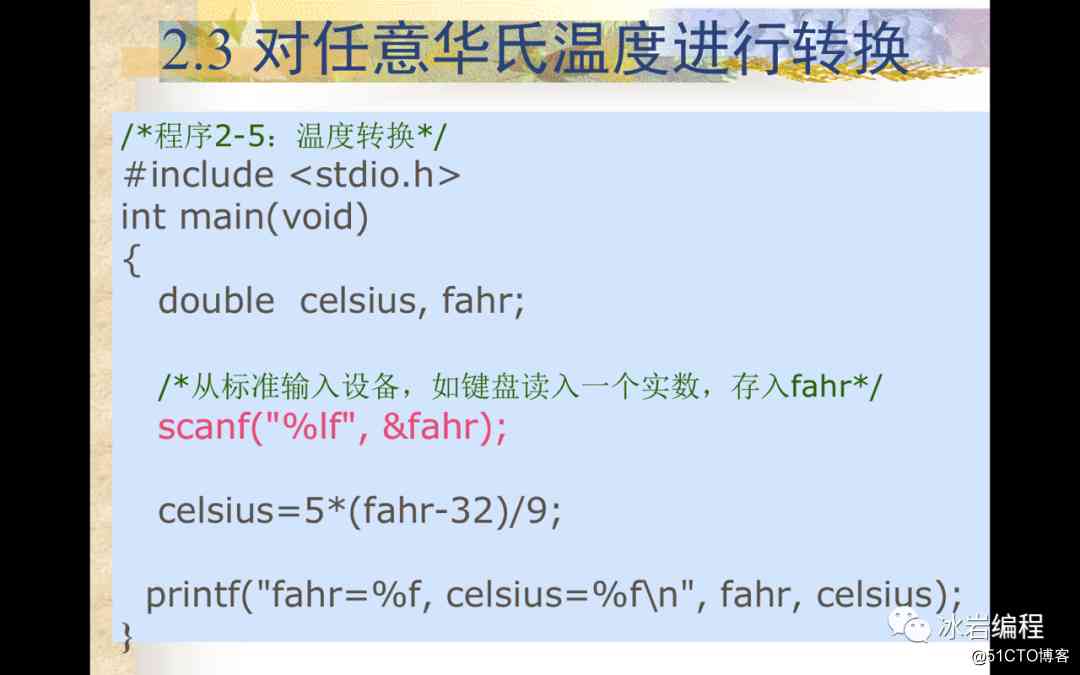 2.3 对任意华氏温度进行转换
/*程序2-5：温度转换*/
#include <stdio.h>
int main(void)
{
double celsius, fahr;
/*从标准输入设备，如键盘读入一个实数，存入fahr*/
scanf("%lf", &fahr);
celsius=5*(fahr-32)/9;
printf("fahr=%f, celsius=%f\n", fahr, celsius);
}
冰岩编程
@51CTO博客